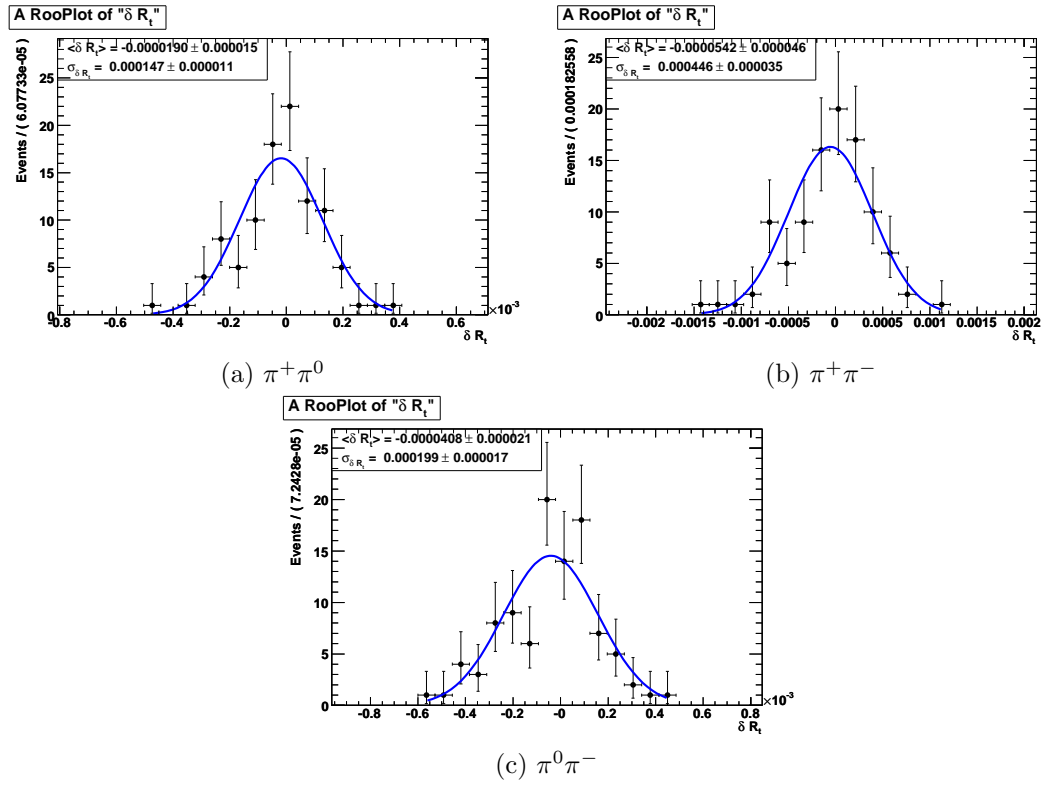 A RooPlot of "δ R_t"
<δ R_t> = -0.0000190 ± 0.000015
σ_{δ R_t} = 0.000147 ± 0.000011
Events / ( 6.07733e-05 )
25
20
15
10
5
0
-0.8 -0.6 -0.4 -0.2 0 0.2 0.4 0.6
×10^-3
δ R_t
(a) π⁺π⁰
A RooPlot of "δ R_t"
<δ R_t> = -0.0000542 ± 0.000046
σ_{δ R_t} = 0.000446 ± 0.000035
Events / ( 0.000182558 )
25
20
15
10
5
0
-0.002 -0.0015 -0.001 -0.0005 0 0.0005 0.001 0.0015 0.002
δ R_t
(b) π⁺π⁻
A RooPlot of "δ R_t"
<δ R_t> = -0.0000408 ± 0.000021
σ_{δ R_t} = 0.000199 ± 0.000017
Events / ( 7.2428e-05 )
25
20
15
10
5
0
-0.8 -0.6 -0.4 -0.2 -0 0.2 0.4 0.6 0.8
×10^-3
δ R_t
(c) π⁰π⁻